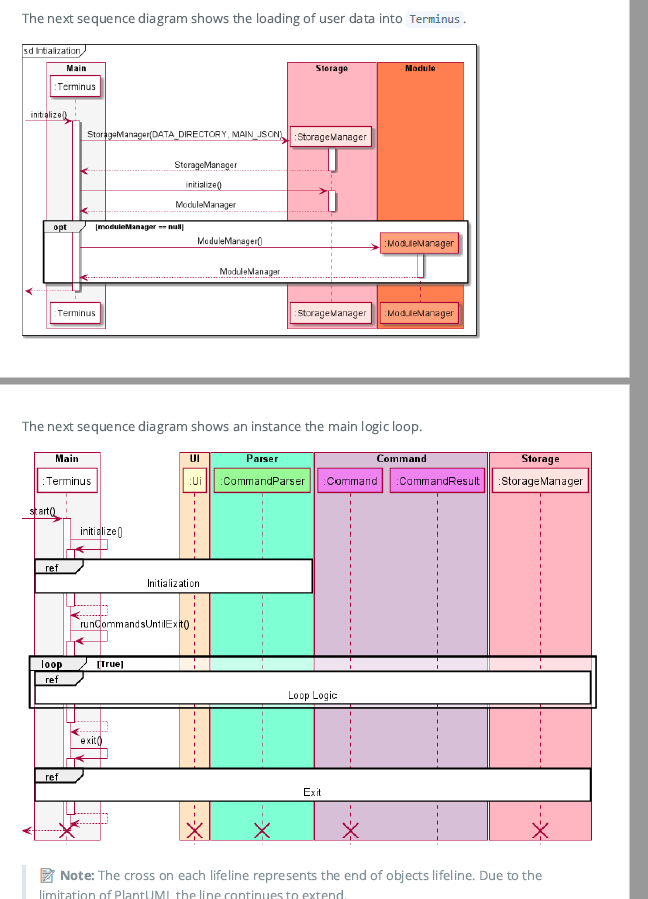 The next sequence diagram shows the loading of user data into Terminus.
sd Intialization
Main
Storage
Module
:Terminus
initialize()
StorageManager(DATA_DIRECTORY, MAIN_JSON)
:StorageManager
StorageManager
initialize()
ModuleManager
opt
[moduleManager == null]
ModuleManager()
:ModuleManager
ModuleManager
:Terminus
:StorageManager
:ModuleManager
The next sequence diagram shows an instance the main logic loop.
Main
UI
Parser
Command
Storage
:Terminus
:Ui
:CommandParser
:Command
:CommandResult
:StorageManager
start()
initialize()
ref
Initialization
runCommandsUntilExit()
loop
[True]
ref
Loop Logic
exit()
ref
Exit
Note: The cross on each lifeline represents the end of objects lifeline. Due to the
limitation of PlantUML the line continues to extend.